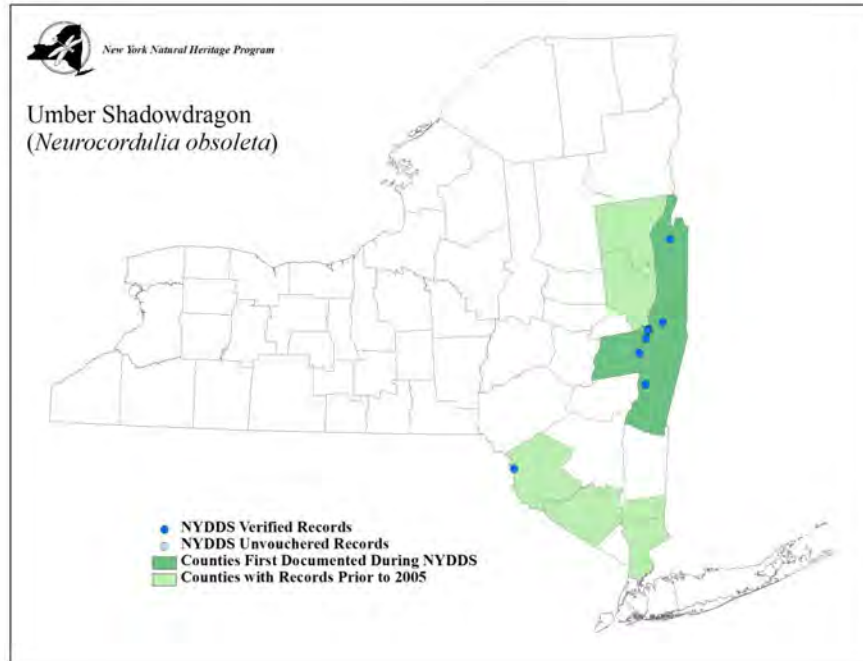 New York Natural Heritage Program
Umber Shadowdragon
(Neurocordulia obsoleta)
NYDDS Verified Records
NYDDS Unvouchered Records
Counties First Documented During NYDDS
Counties with Records Prior to 2005